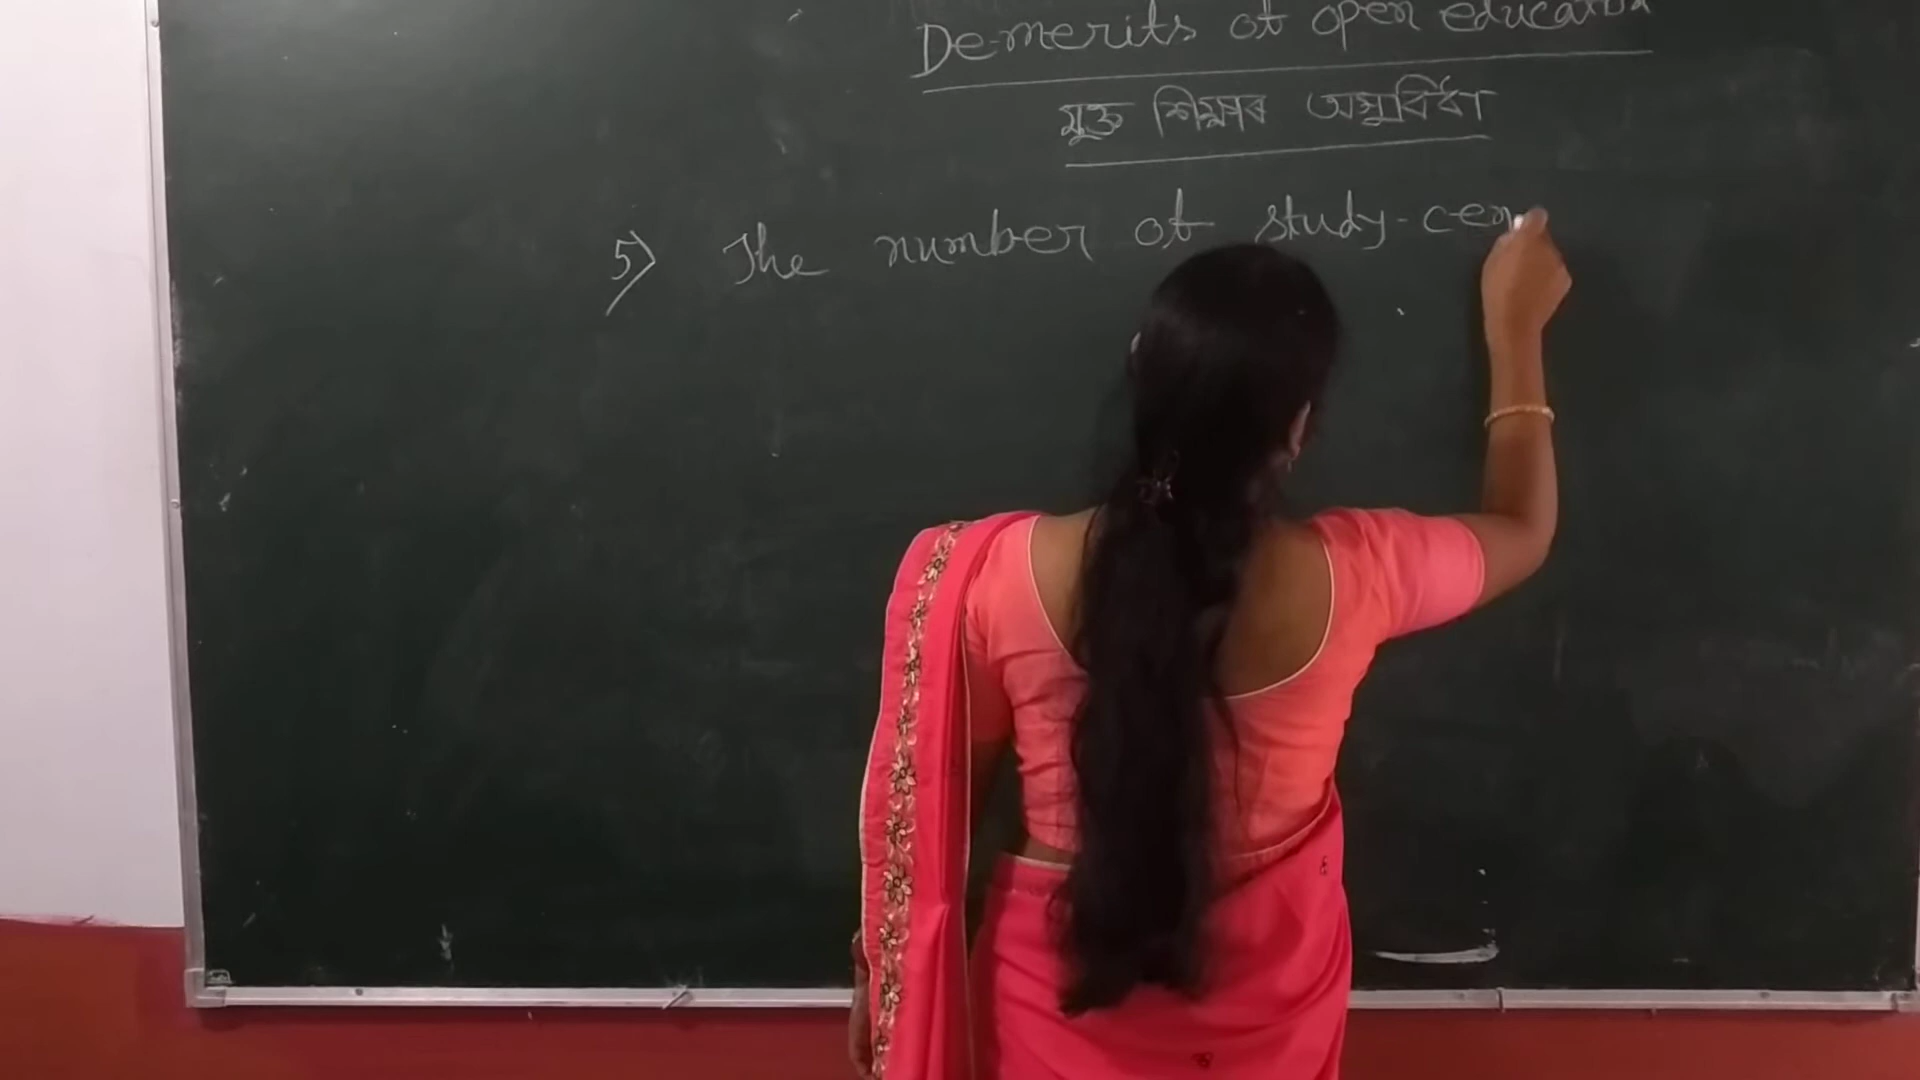 De-merits of open education
মুক্ত শিক্ষাৰ অসুবিধা
5) The number of study-cen